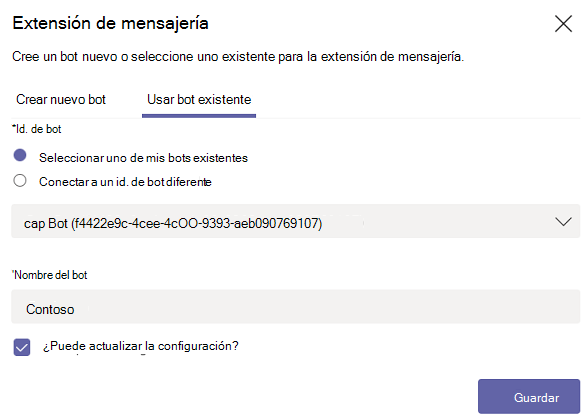 Extensión de mensajería
Cree un bot nuevo o seleccione uno existente para la extensión de mensajería.
Crear nuevo bot
Usar bot existente
*Id. de bot
Seleccionar uno de mis bots existentes
Conectar a un id. de bot diferente
cap Bot (f4422e9c-4cee-4cOO-9393-aeb090769107)
*Nombre del bot
Contoso
¿Puede actualizar la configuración?
Guardar